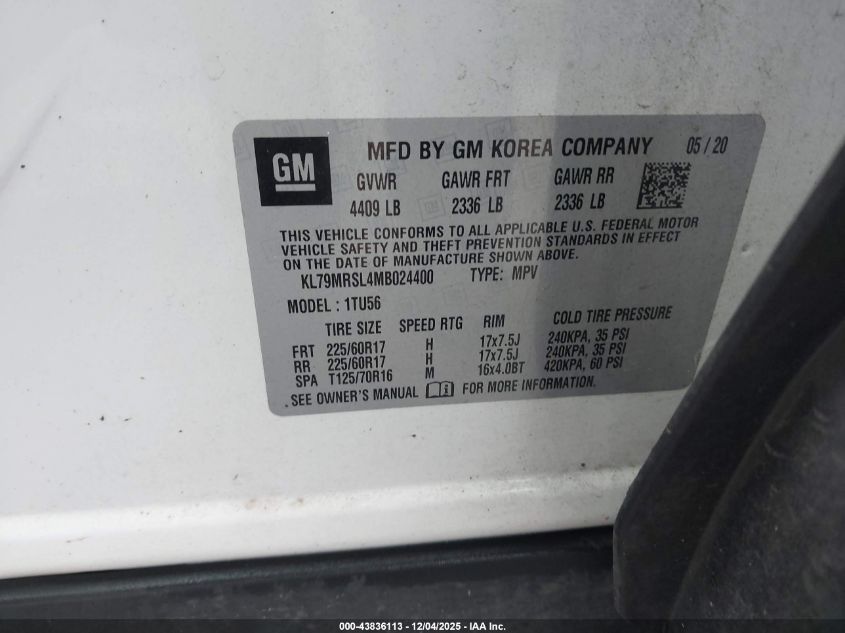 GM
MFD BY GM KOREA COMPANY 05 / 20
GVWR GAWR FRT GAWR RR
4409 LB 2336 LB 2336 LB
THIS VEHICLE CONFORMS TO ALL APPLICABLE U.S. FEDERAL MOTOR
VEHICLE SAFETY AND THEFT PREVENTION STANDARDS IN EFFECT
ON THE DATE OF MANUFACTURE SHOWN ABOVE.
KL79MRSL4MB024400 TYPE: MPV
MODEL : 1TU56
TIRE SIZE SPEED RTG RIM COLD TIRE PRESSURE
FRT 225/60R17 H 17x7.5J 240KPA, 35 PSI
RR 225/60R17 H 17x7.5J 240KPA, 35 PSI
SPA T125/70R16 M 16x4.0BT 420KPA, 60 PSI
SEE OWNER'S MANUAL FOR MORE INFORMATION.
000-43836113 - 12/04/2025 - IAA Inc.